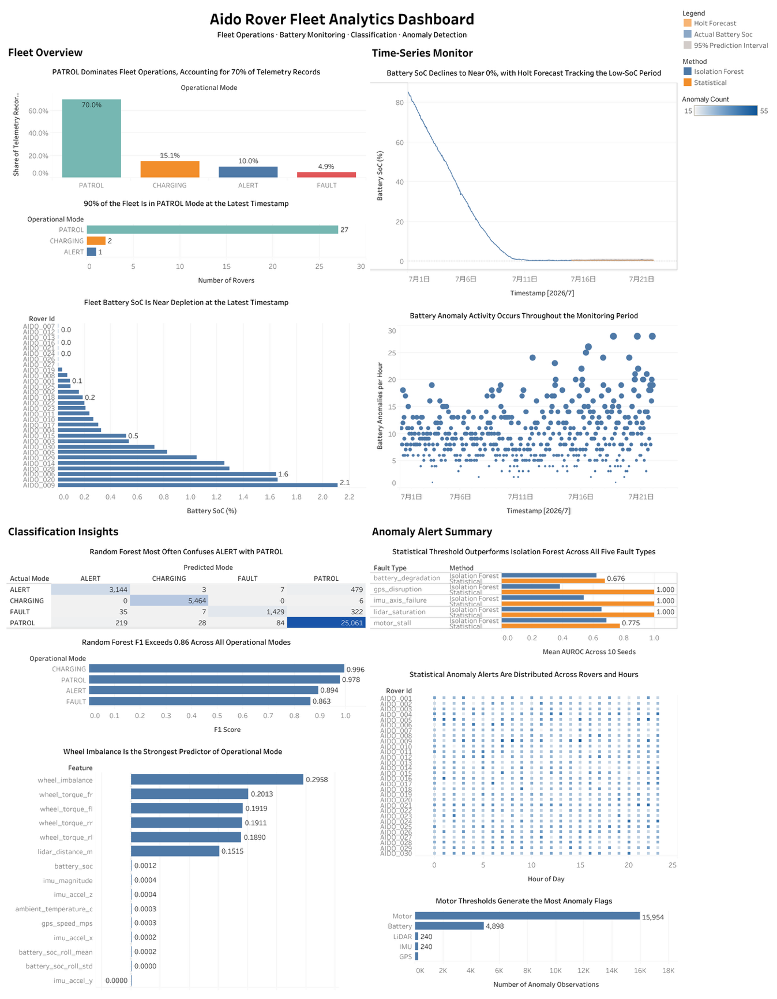 Aido Rover Fleet Analytics Dashboard
Fleet Operations · Battery Monitoring · Classification · Anomaly Detection
Legend
Holt Forecast
Actual Battery Soc
95% Prediction Interval
Method
Isolation Forest
Statistical
Anomaly Count
15 55
Fleet Overview
PATROL Dominates Fleet Operations, Accounting for 70% of Telemetry Records
Operational Mode
Share of Telemetry Recor..
60.0%
40.0%
20.0%
0.0%
70.0%
15.1%
10.0%
4.9%
PATROL CHARGING ALERT FAULT
90% of the Fleet Is in PATROL Mode at the Latest Timestamp
Operational Mode
PATROL 27
CHARGING 2
ALERT 1
0 5 10 15 20 25 30
Number of Rovers
Fleet Battery SoC Is Near Depletion at the Latest Timestamp
Rover Id
AIDO_007
AIDO_012 0.0
AIDO_013
AIDO_016 0.0
AIDO_021
AIDO_024 0.0
AIDO_026
AIDO_027
AIDO_019
AIDO_008
AIDO_001 0.1
AIDO_025
AIDO_002
AIDO_018 0.2
AIDO_022
AIDO_023
AIDO_011
AIDO_010
AIDO_017
AIDO_004
AIDO_015 0.5
AIDO_003
AIDO_030
AIDO_005
AIDO_029
AIDO_014
AIDO_028
AIDO_006 1.6
AIDO_020
AIDO_009 2.1
0.0 0.2 0.4 0.6 0.8 1.0 1.2 1.4 1.6 1.8 2.0 2.2
Battery SoC (%)
Time-Series Monitor
Battery SoC Declines to Near 0%, with Holt Forecast Tracking the Low-SoC Period
Battery SoC (%)
80
60
40
20
0
7月1日 7月6日 7月11日 7月16日 7月21日
Timestamp [2026/7]
Battery Anomaly Activity Occurs Throughout the Monitoring Period
Battery Anomalies per Hour
30
25
20
15
10
5
0
7月1日 7月6日 7月11日 7月16日 7月21日
Timestamp [2026/7]
Classification Insights
Random Forest Most Often Confuses ALERT with PATROL
Predicted Mode
Actual Mode ALERT CHARGING FAULT PATROL
ALERT 3,144 3 7 479
CHARGING 0 5,464 0 6
FAULT 35 7 1,429 322
PATROL 219 28 84 25,061
Random Forest F1 Exceeds 0.86 Across All Operational Modes
Operational Mode
CHARGING 0.996
PATROL 0.978
ALERT 0.894
FAULT 0.863
0.0 0.1 0.2 0.3 0.4 0.5 0.6 0.7 0.8 0.9 1.0
F1 Score
Wheel Imbalance Is the Strongest Predictor of Operational Mode
Feature
wheel_imbalance 0.2958
wheel_torque_fr 0.2013
wheel_torque_fl 0.1919
wheel_torque_rr 0.1911
wheel_torque_rl 0.1890
lidar_distance_m 0.1515
battery_soc 0.0012
imu_magnitude 0.0004
imu_accel_z 0.0004
ambient_temperature_c 0.0003
gps_speed_mps 0.0003
imu_accel_x 0.0002
battery_soc_roll_mean 0.0002
battery_soc_roll_std 0.0000
imu_accel_y 0.0000
Anomaly Alert Summary
Statistical Threshold Outperforms Isolation Forest Across All Five Fault Types
Fault Type Method
battery_degradation Isolation Forest
Statistical 0.676
gps_disruption Isolation Forest
Statistical 1.000
imu_axis_failure Isolation Forest
Statistical 1.000
lidar_saturation Isolation Forest
Statistical 1.000
motor_stall Isolation Forest
Statistical 0.775
0.0 0.2 0.4 0.6 0.8 1.0
Mean AUROC Across 10 Seeds
Statistical Anomaly Alerts Are Distributed Across Rovers and Hours
Rover Id
AIDO_001
AIDO_002
AIDO_003
AIDO_004
AIDO_005
AIDO_006
AIDO_007
AIDO_008
AIDO_009
AIDO_010
AIDO_011
AIDO_012
AIDO_013
AIDO_014
AIDO_015
AIDO_016
AIDO_017
AIDO_018
AIDO_019
AIDO_020
AIDO_021
AIDO_022
AIDO_023
AIDO_024
AIDO_025
AIDO_026
AIDO_027
AIDO_028
AIDO_029
AIDO_030
0 5 10 15 20 25
Hour of Day
Motor Thresholds Generate the Most Anomaly Flags
Motor 15,954
Battery 4,898
LiDAR 240
IMU 240
GPS
0K 2K 4K 6K 8K 10K 12K 14K 16K 18K
Number of Anomaly Observations